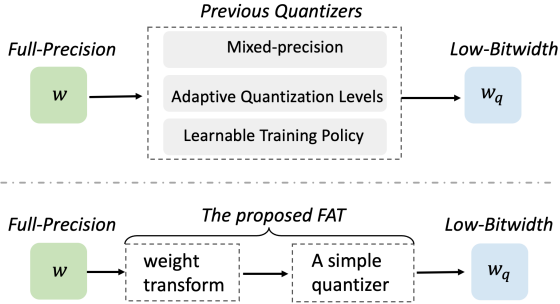 Previous Quantizers
Full-Precision
Mixed-precision
Low-Bitwidth
w
Adaptive Quantization Levels
w_q
Learnable Training Policy
The proposed FAT
Full-Precision
Low-Bitwidth
w
weight
transform
A simple
quantizer
w_q